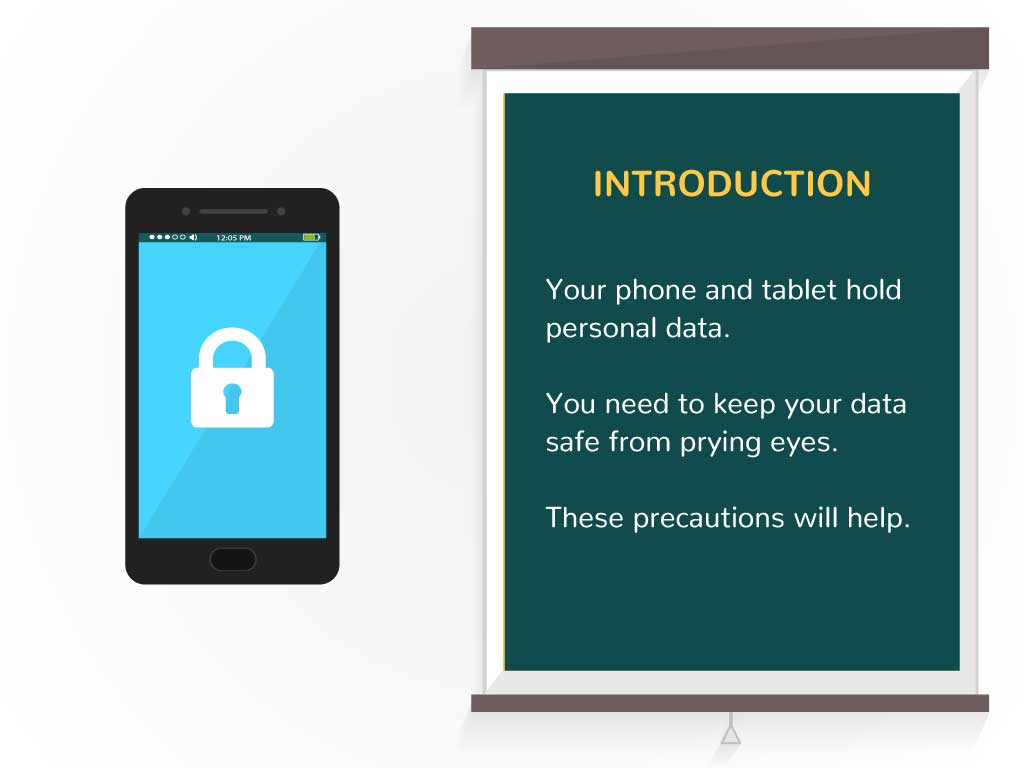 12:05 PM
INTRODUCTION
Your phone and tablet hold
personal data.
You need to keep your data
safe from prying eyes.
These precautions will help.